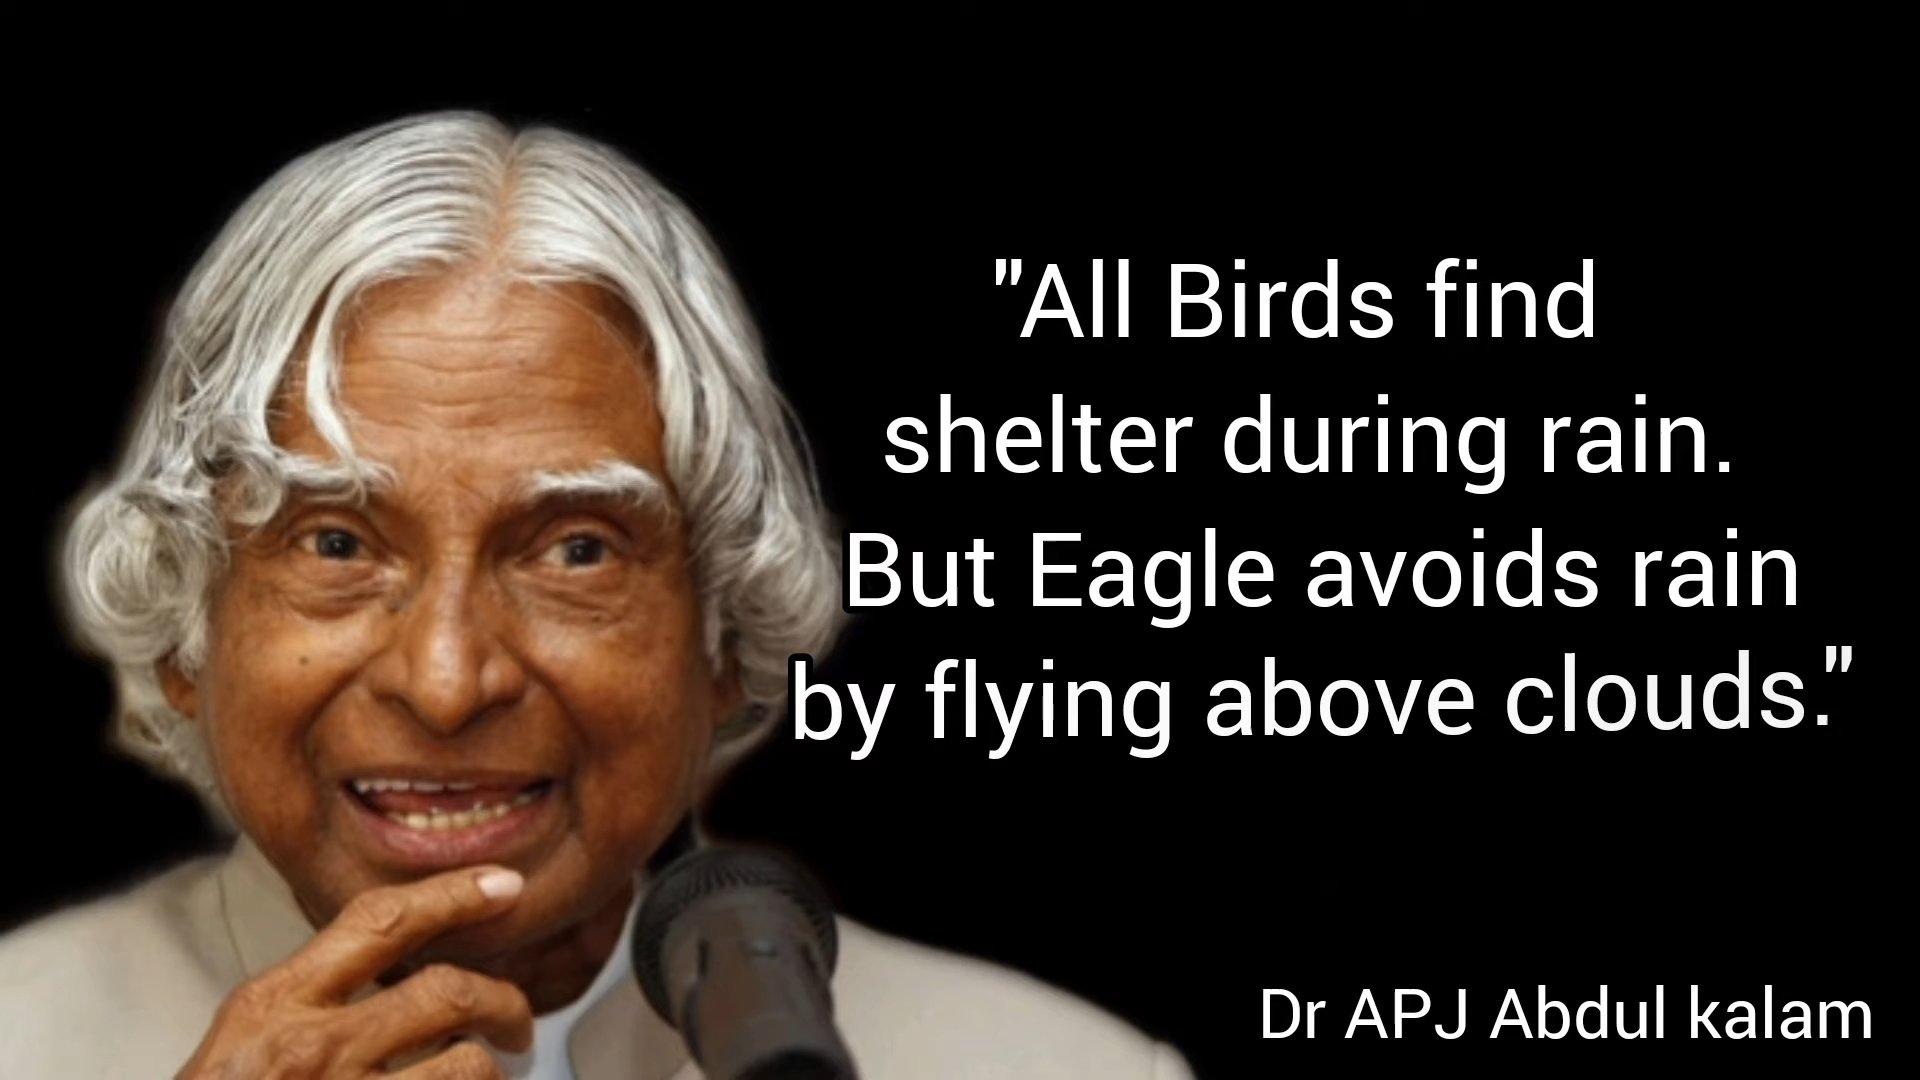 "All Birds find
shelter during rain.
But Eagle avoids rain
by flying above clouds."
Dr APJ Abdul kalam